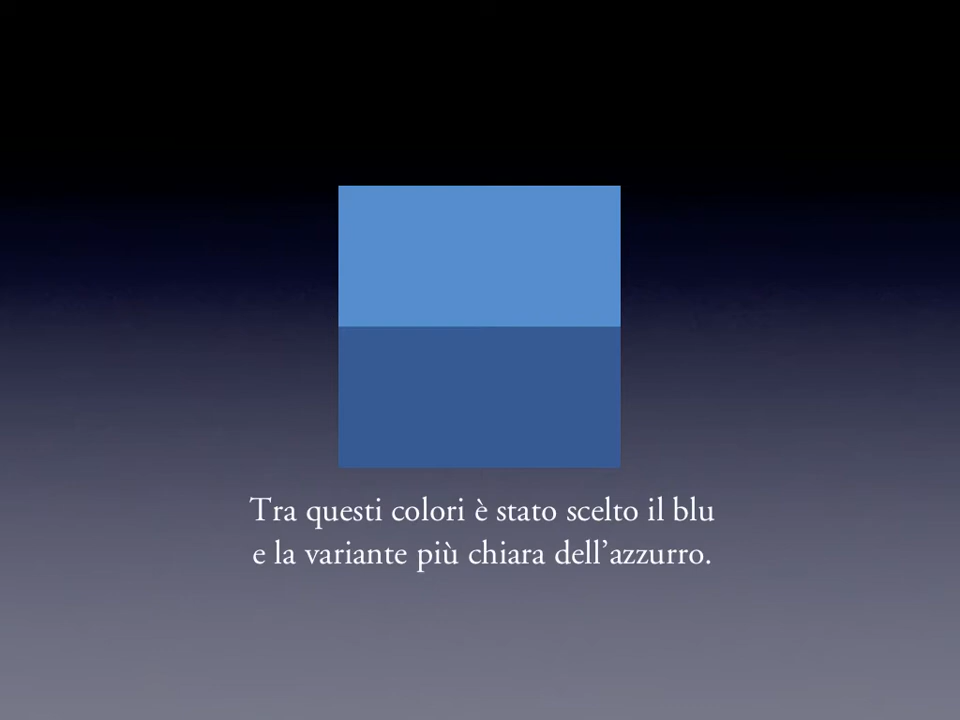 Tra questi colori è stato scelto il blu
e la variante più chiara dell’azzurro.